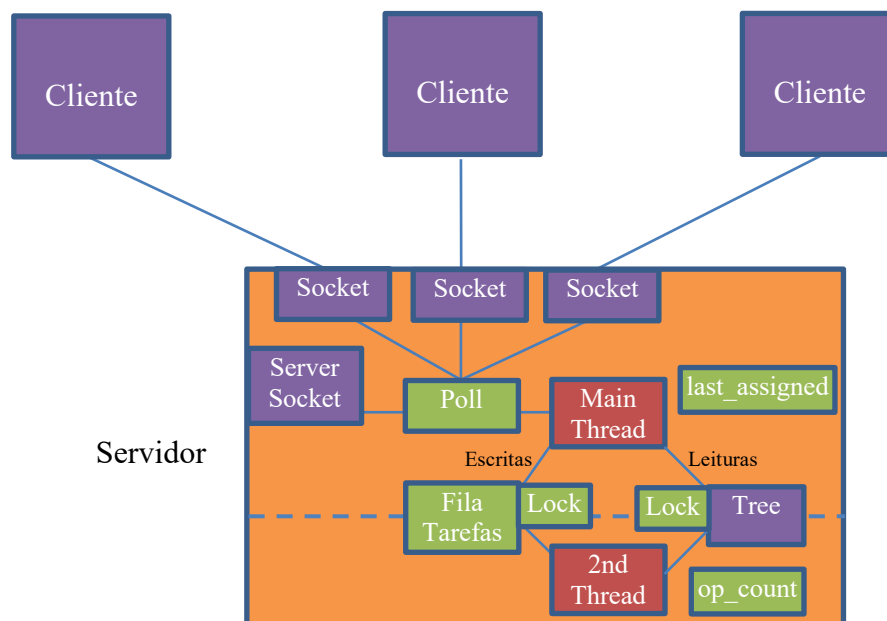 Cliente
Cliente
Cliente
Socket
Socket
Socket
Server
Socket
Poll
Main
Thread
last_assigned
Servidor
Escritas
Leituras
Fila
Tarefas
Lock
Lock
Tree
2nd
Thread
op_count